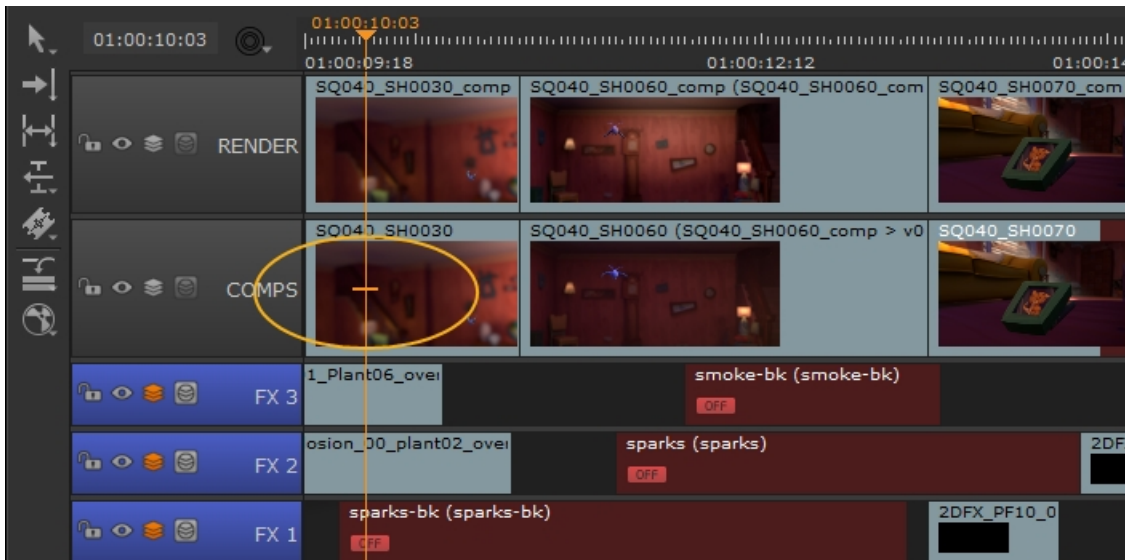 01:00:10:03
01:00:10:03
01:00:09:18
01:00:12:12
01:00:14
SQ040_SH0030_comp
SQ040_SH0060_comp (SQ040_SH0060_com
SQ040_SH0070_com
RENDER
SQ040_SH0030
SQ040_SH0060 (SQ040_SH0060_comp > v0
SQ040_SH0070
COMPS
1_Plant06_over
smoke-bk (smoke-bk)
OFF
FX 3
osion_00_plant02_over
sparks (sparks)
2DF
OFF
FX 2
sparks-bk (sparks-bk)
2DFX_PF10_0
OFF
FX 1